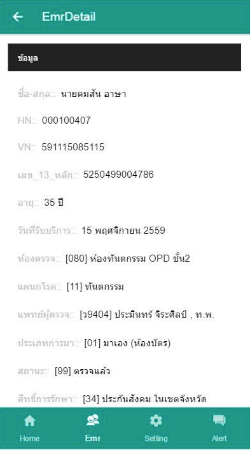 EmrDetail
ข้อมูล
ชื่อ-สกุล:: นายคมสัน อาษา
HN:: 000100407
VN:: 591115085115
เลข_13_หลัก:: 5250499004786
อายุ:: 35 ปี
วันที่รับบริการ:: 15 พฤศจิกายน 2559
ห้องตรวจ:: [080] ห้องทันตกรรม OPD ชั้น2
แผนกโรค:: [11] ทันตกรรม
แพทย์ผู้ตรวจ:: [ว9404] ประมินทร์ จีระศิลป์ , ท.พ.
ประเภทการมา:: [01] มาเอง (ห้องบัตร)
สถานะ:: [99] ตรวจแล้ว
สิทธิ์การรักษา:: [34] ประกันสังคม ในเขตจังหวัด
Home Emr Setting Alert